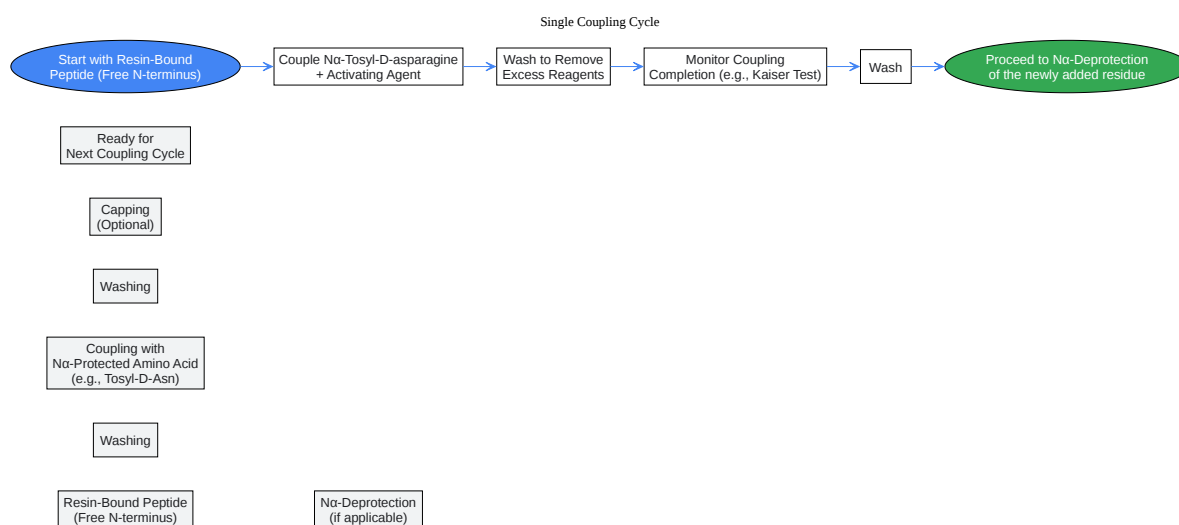 Single Coupling Cycle
Start with Resin-Bound
Peptide (Free N-terminus)
Couple Nα-Tosyl-D-asparagine
+ Activating Agent
Wash to Remove
Excess Reagents
Monitor Coupling
Completion (e.g., Kaiser Test)
Wash
Proceed to Nα-Deprotection
of the newly added residue
Ready for
Next Coupling Cycle
Capping
(Optional)
Washing
Coupling with
Nα-Protected Amino Acid
(e.g., Tosyl-D-Asn)
Washing
Resin-Bound Peptide
(Free N-terminus)
Nα-Deprotection
(if applicable)